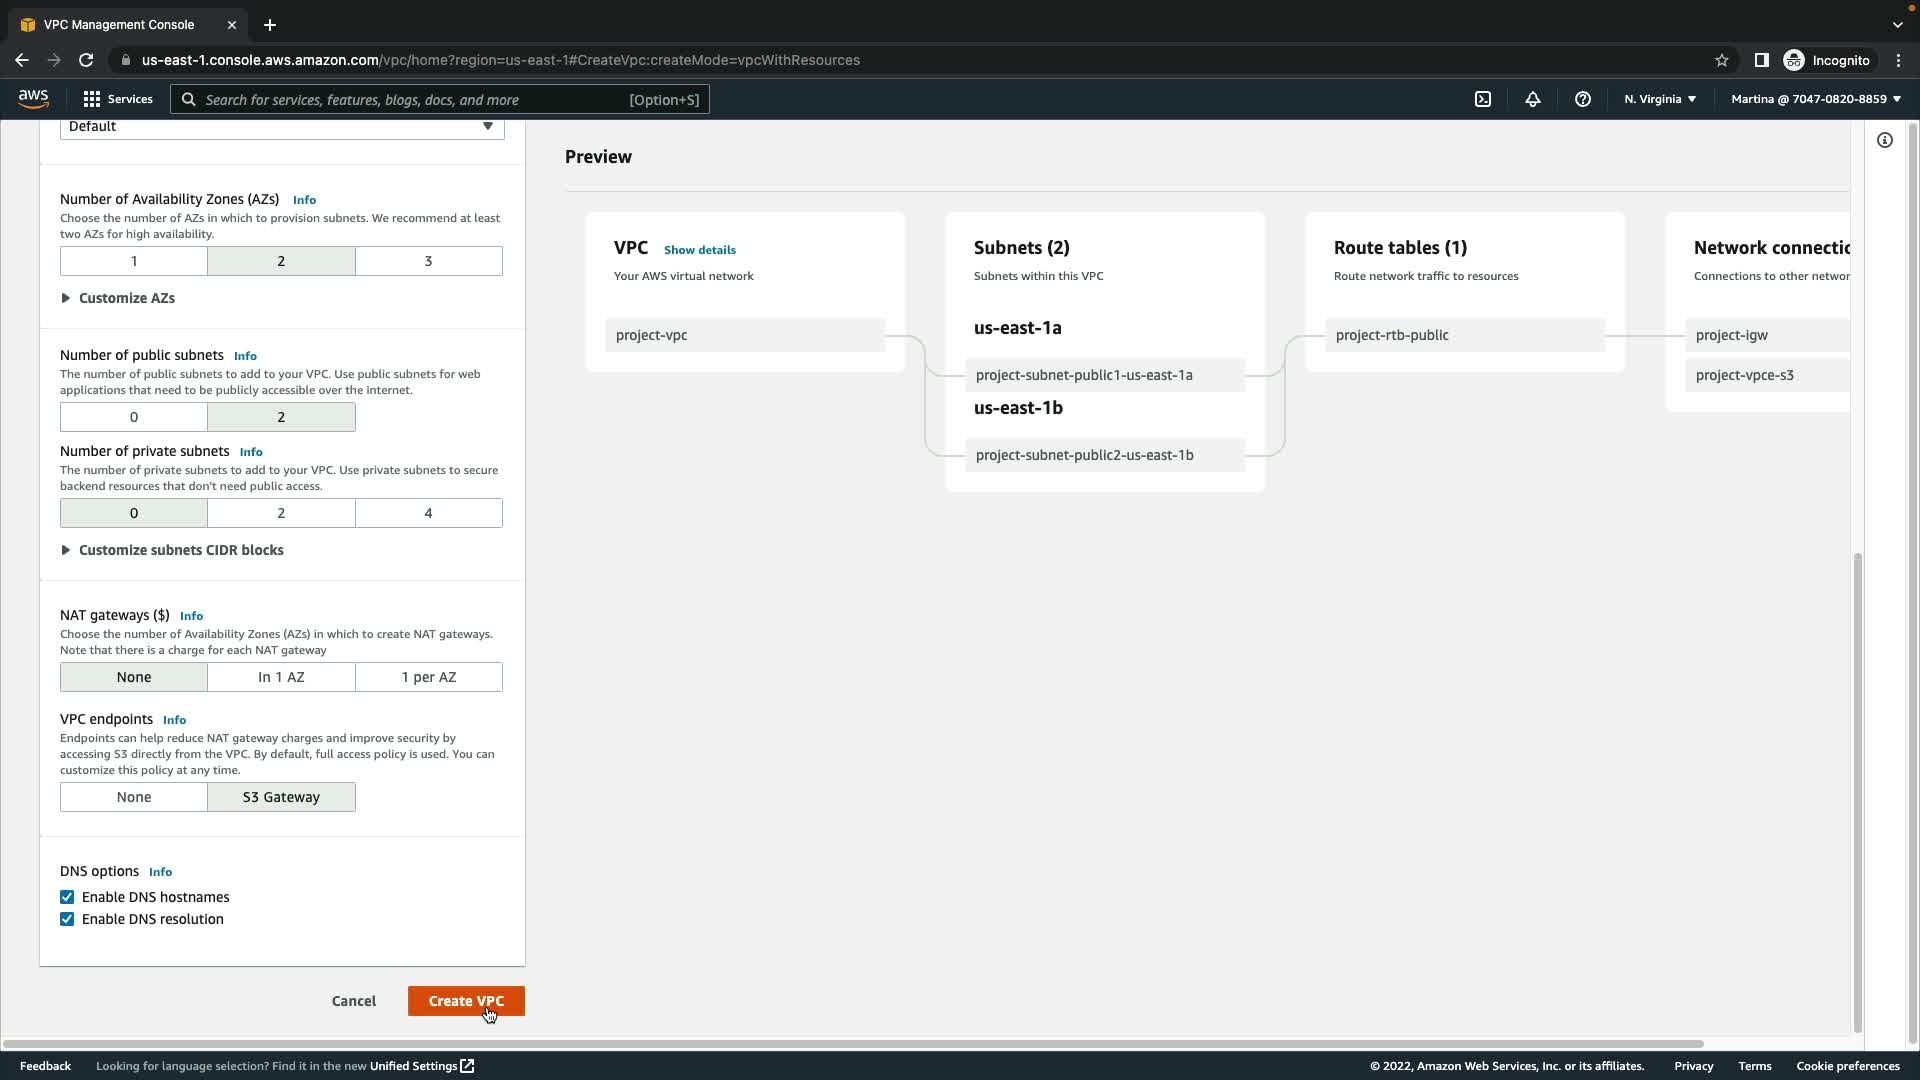 VPC Management Console
us-east-1.console.aws.amazon.com/vpc/home?region=us-east-1#CreateVpc:createMode=vpcWithResources
Incognito
aws
Services
Search for services, features, blogs, docs, and more
[Option+S]
N. Virginia
Martina @ 7047-0820-8859
Default
Number of Availability Zones (AZs) Info
Choose the number of AZs in which to provision subnets. We recommend at least
two AZs for high availability.
1 2 3
Customize AZs
Number of public subnets Info
The number of public subnets to add to your VPC. Use public subnets for web
applications that need to be publicly accessible over the internet.
0 2
Number of private subnets Info
The number of private subnets to add to your VPC. Use private subnets to secure
backend resources that don't need public access.
0 2 4
Customize subnets CIDR blocks
NAT gateways ($) Info
Choose the number of Availability Zones (AZs) in which to create NAT gateways.
Note that there is a charge for each NAT gateway
None In 1 AZ 1 per AZ
VPC endpoints Info
Endpoints can help reduce NAT gateway charges and improve security by
accessing S3 directly from the VPC. By default, full access policy is used. You can
customize this policy at any time.
None S3 Gateway
DNS options Info
Enable DNS hostnames
Enable DNS resolution
Cancel Create VPC
Preview
VPC Show details
Your AWS virtual network
project-vpc
Subnets (2)
Subnets within this VPC
us-east-1a
project-subnet-public1-us-east-1a
us-east-1b
project-subnet-public2-us-east-1b
Route tables (1)
Route network traffic to resources
project-rtb-public
Network connectio
Connections to other networ
project-igw
project-vpce-s3
Feedback
Looking for language selection? Find it in the new Unified Settings
© 2022, Amazon Web Services, Inc. or its affiliates.
Privacy
Terms
Cookie preferences